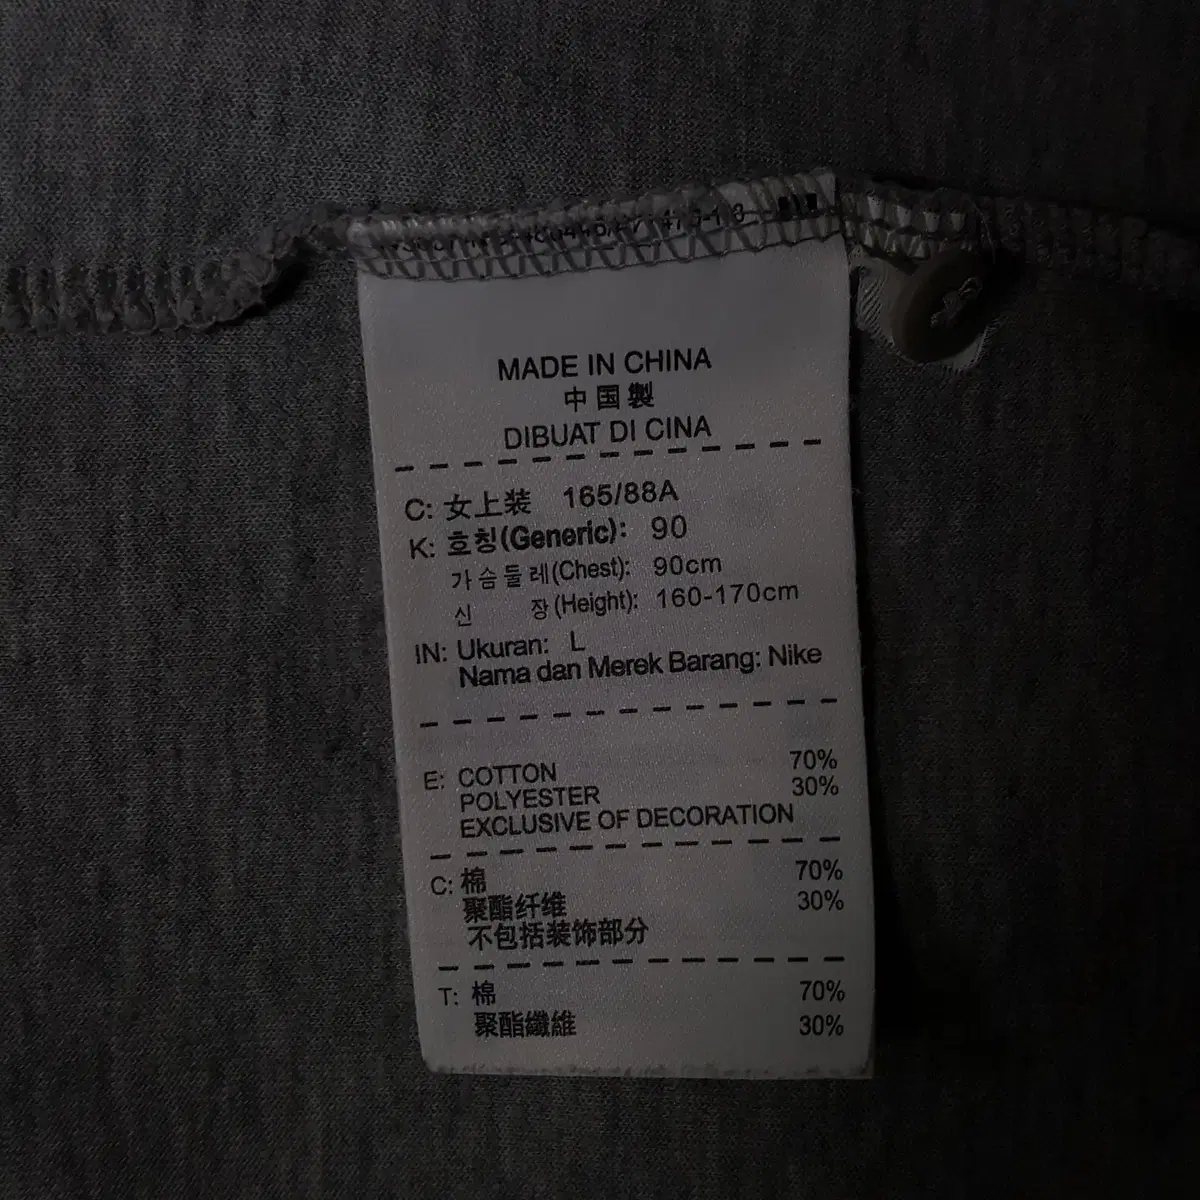 MADE IN CHINA
中国製
DIBUAT DI CINA
C: 女上装 165/88A
K: 호칭(Generic): 90
가슴둘레(Chest): 90cm
신 장(Height): 160-170cm
IN: Ukuran: L
Nama dan Merek Barang: Nike
E: COTTON 70%
POLYESTER 30%
EXCLUSIVE OF DECORATION
C: 棉 70%
聚酯纤维 30%
不包括装饰部分
T: 棉 70%
聚酯纖維 30%